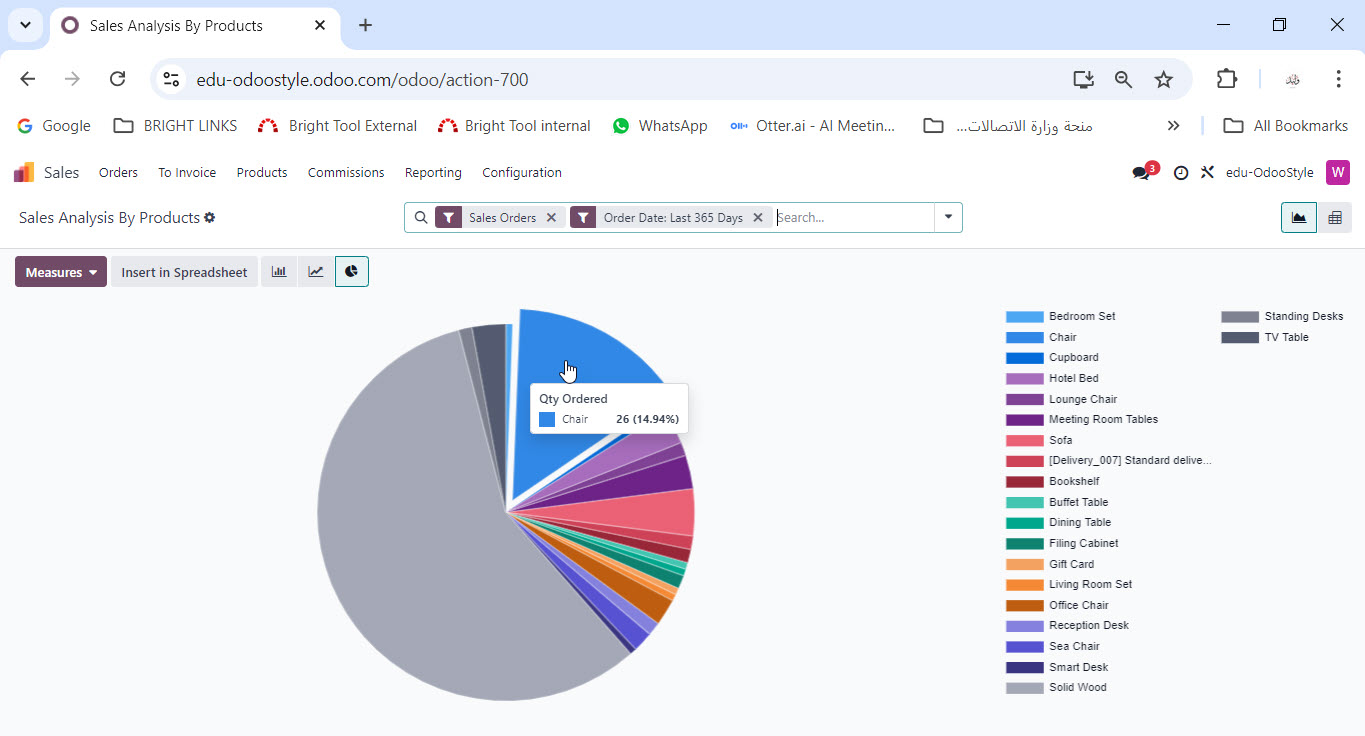 Sales Analysis By Products
edu-odoostyle.odoo.com/odoo/action-700
Google BRIGHT LINKS Bright Tool External Bright Tool internal WhatsApp Otter.ai - AI Meetin... منحة وزارة الاتصالات... All Bookmarks
Sales Orders To Invoice Products Commissions Reporting Configuration 3 edu-OdooStyle W
Sales Analysis By Products Sales Orders Order Date: Last 365 Days Search...
Measures Insert in Spreadsheet
Qty Ordered
Chair 26 (14.94%)
Bedroom Set
Chair
Cupboard
Hotel Bed
Lounge Chair
Meeting Room Tables
Sofa
[Delivery_007] Standard delive...
Bookshelf
Buffet Table
Dining Table
Filing Cabinet
Gift Card
Living Room Set
Office Chair
Reception Desk
Sea Chair
Smart Desk
Solid Wood
Standing Desks
TV Table